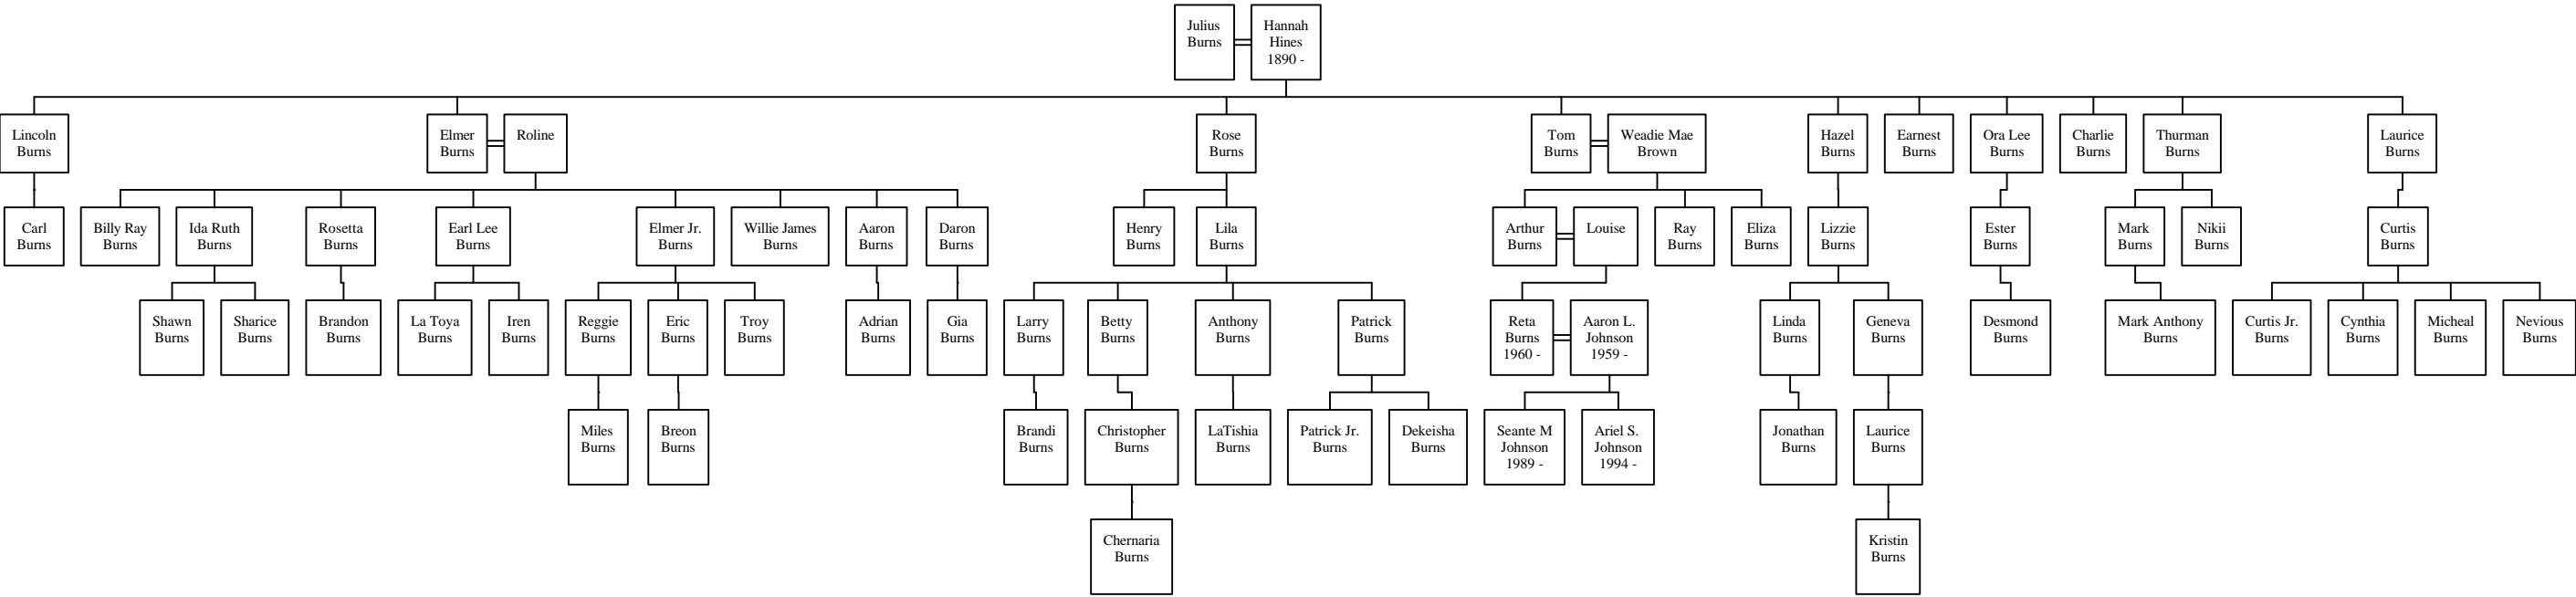 Julius
Burns
Hannah
Hines
1890 -
Lincoln
Burns
Elmer
Burns
Roline
Rose
Burns
Tom
Burns
Weadie Mae
Brown
Hazel
Burns
Earnest
Burns
Ora Lee
Burns
Charlie
Burns
Thurman
Burns
Laurice
Burns
Carl
Burns
Billy Ray
Burns
Ida Ruth
Burns
Rosetta
Burns
Earl Lee
Burns
Elmer Jr.
Burns
Willie James
Burns
Aaron
Burns
Daron
Burns
Henry
Burns
Lila
Burns
Arthur
Burns
Louise
Ray
Burns
Eliza
Burns
Lizzie
Burns
Ester
Burns
Mark
Burns
Nikii
Burns
Curtis
Burns
Shawn
Burns
Sharice
Burns
Brandon
Burns
La Toya
Burns
Iren
Burns
Reggie
Burns
Eric
Burns
Troy
Burns
Adrian
Burns
Gia
Burns
Larry
Burns
Betty
Burns
Anthony
Burns
Patrick
Burns
Reta
Burns
1960 -
Aaron L.
Johnson
1959 -
Linda
Burns
Geneva
Burns
Desmond
Burns
Mark Anthony
Burns
Curtis Jr.
Burns
Cynthia
Burns
Micheal
Burns
Nevious
Burns
Miles
Burns
Breon
Burns
Brandi
Burns
Christopher
Burns
LaTishia
Burns
Patrick Jr.
Burns
Dekeisha
Burns
Seante M
Johnson
1989 -
Ariel S.
Johnson
1994 -
Jonathan
Burns
Laurice
Burns
Chernaria
Burns
Kristin
Burns